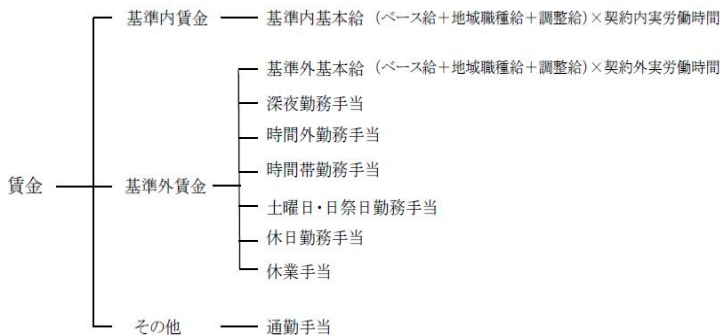 基準内賃金
基準内基本給 (ベース給＋地域職種給＋調整給)×契約内実労働時間
基準外基本給 (ベース給＋地域職種給＋調整給)×契約外実労働時間
深夜勤務手当
時間外勤務手当
時間帯勤務手当
賃金
基準外賃金
土曜日・日祭日勤務手当
休日勤務手当
休業手当
その他
通勤手当